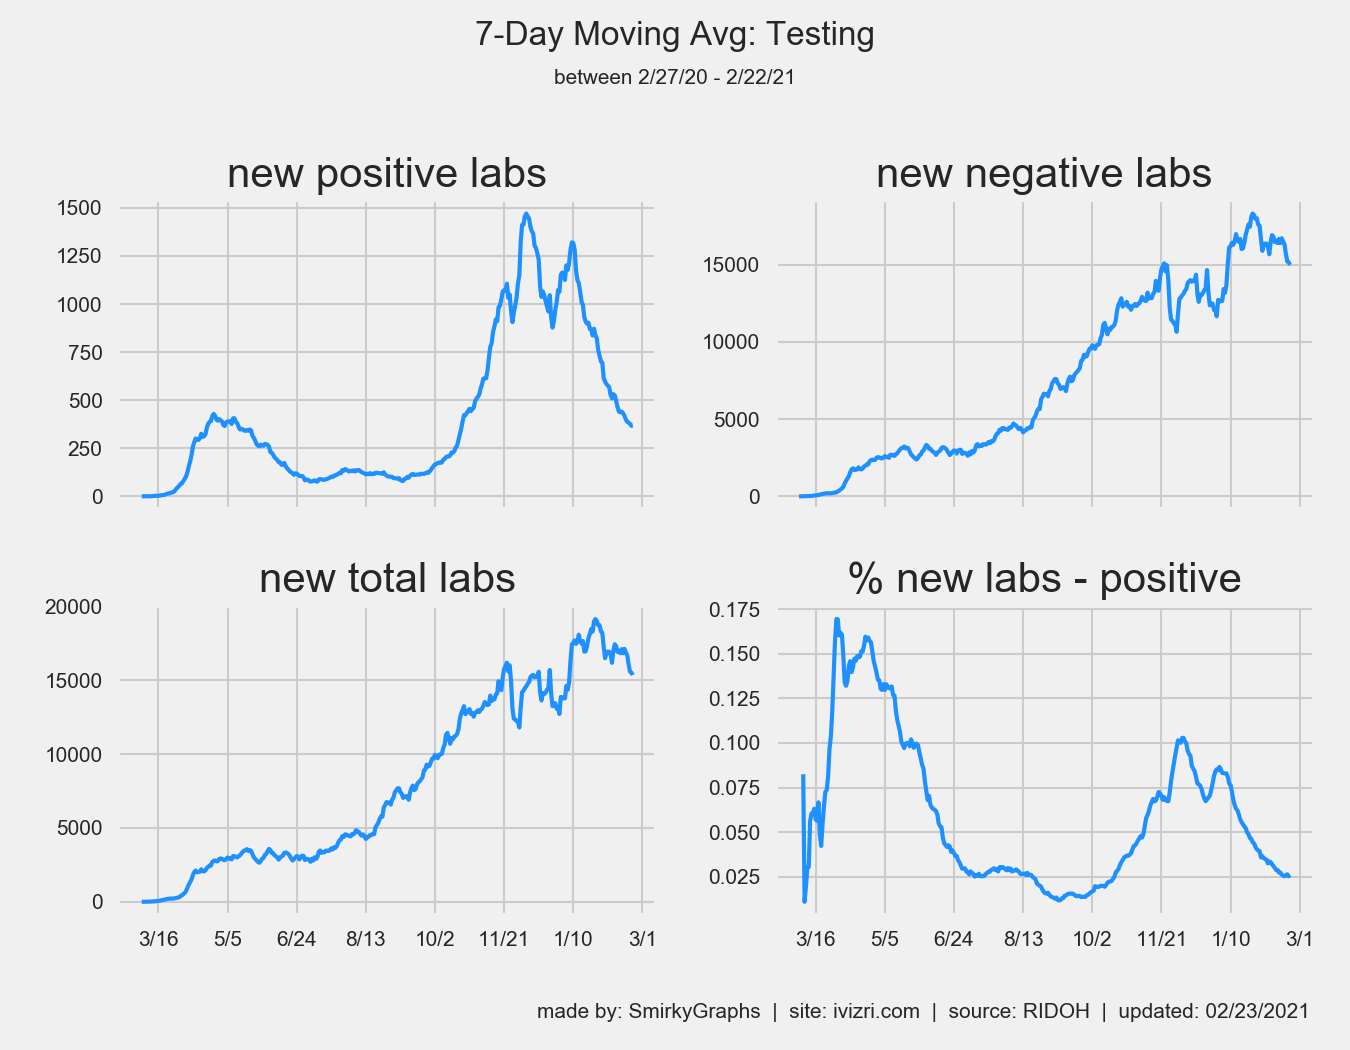 7-Day Moving Avg: Testing
between 2/27/20 - 2/22/21
new positive labs
1500
1250
1000
750
500
250
0
new negative labs
15000
10000
5000
0
new total labs
20000
15000
10000
5000
0
3/16 5/5 6/24 8/13 10/2 11/21 1/10 3/1
% new labs - positive
0.175
0.150
0.125
0.100
0.075
0.050
0.025
3/16 5/5 6/24 8/13 10/2 11/21 1/10 3/1
made by: SmirkyGraphs | site: ivizri.com | source: RIDOH | updated: 02/23/2021